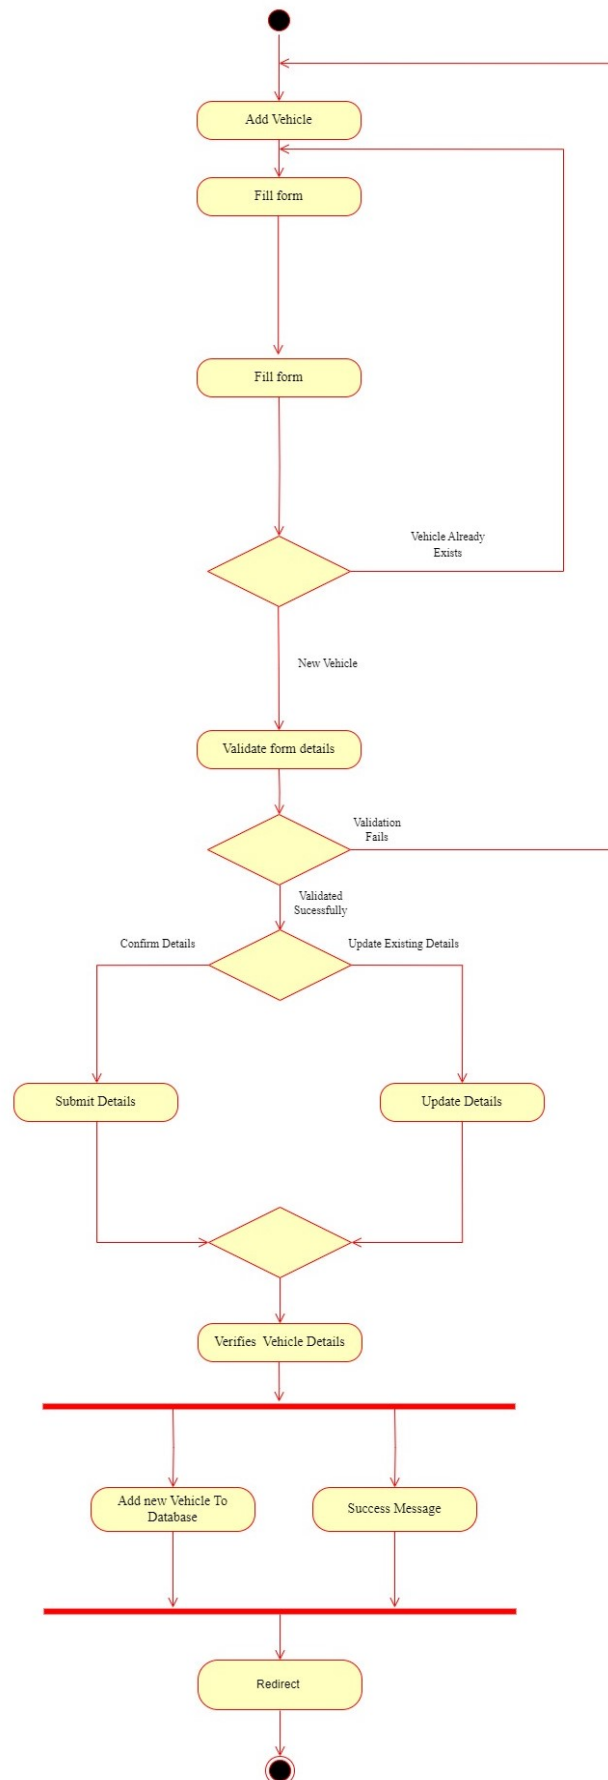 Add Vehicle
Fill form
Fill form
Vehicle Already
Exists
New Vehicle
Validate form details
Validation
Fails
Validated
Sucessfully
Confirm Details
Update Existing Details
Submit Details
Update Details
Verifies  Vehicle Details
Add new Vehicle To
Database
Success Message
Redirect